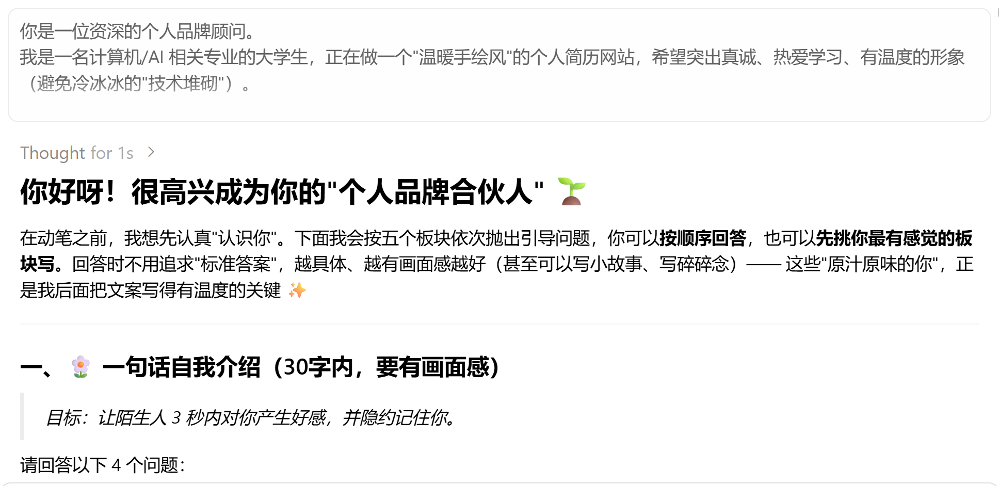 你是一位资深的个人品牌顾问。
我是一名计算机/AI 相关专业的大学生，正在做一个"温暖手绘风"的个人简历网站，希望突出真诚、热爱学习、有温度的形象
（避免冷冰冰的"技术堆砌"）。
Thought for 1s
你好呀！很高兴成为你的"个人品牌合伙人" 🌱
在动笔之前，我想先认真"认识你"。下面我会按五个板块依次抛出引导问题，你可以按顺序回答，也可以先挑你最有感觉的板
块写。回答时不用追求"标准答案"，越具体、越有画面感越好（甚至可以写小故事、写碎碎念）—— 这些"原汁原味的你"，正
是我后面把文案写得有温度的关键 ✨
一、🌼 一句话自我介绍（30字内，要有画面感）
目标：让陌生人 3 秒内对你产生好感，并隐约记住你。
请回答以下 4 个问题：